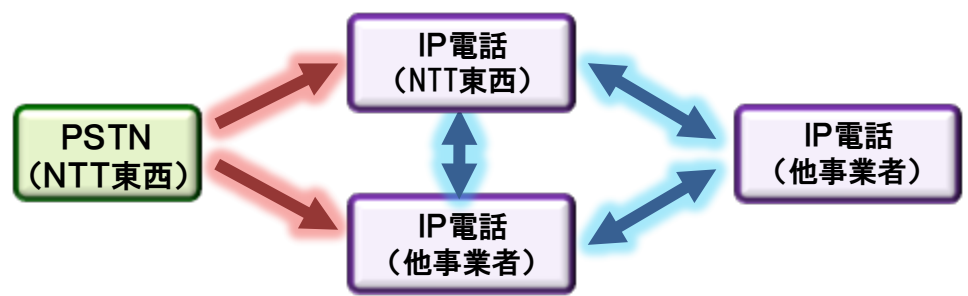 IP電話
（NTT東西）
PSTN
（NTT東西）
IP電話
（他事業者）
IP電話
（他事業者）